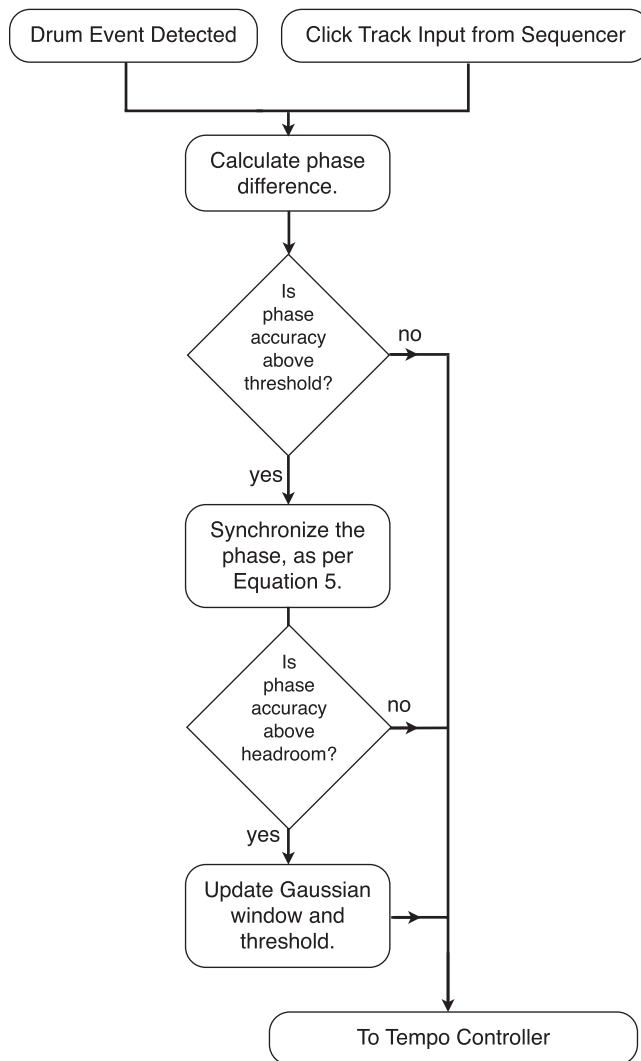 Drum Event Detected
Click Track Input from Sequencer
Calculate phase
difference.
Is
phase
accuracy
above
threshold?
no
yes
Synchronize the
phase, as per
Equation 5.
Is
phase
accuracy
above
headroom?
no
yes
Update Gaussian
window and
threshold.
To Tempo Controller